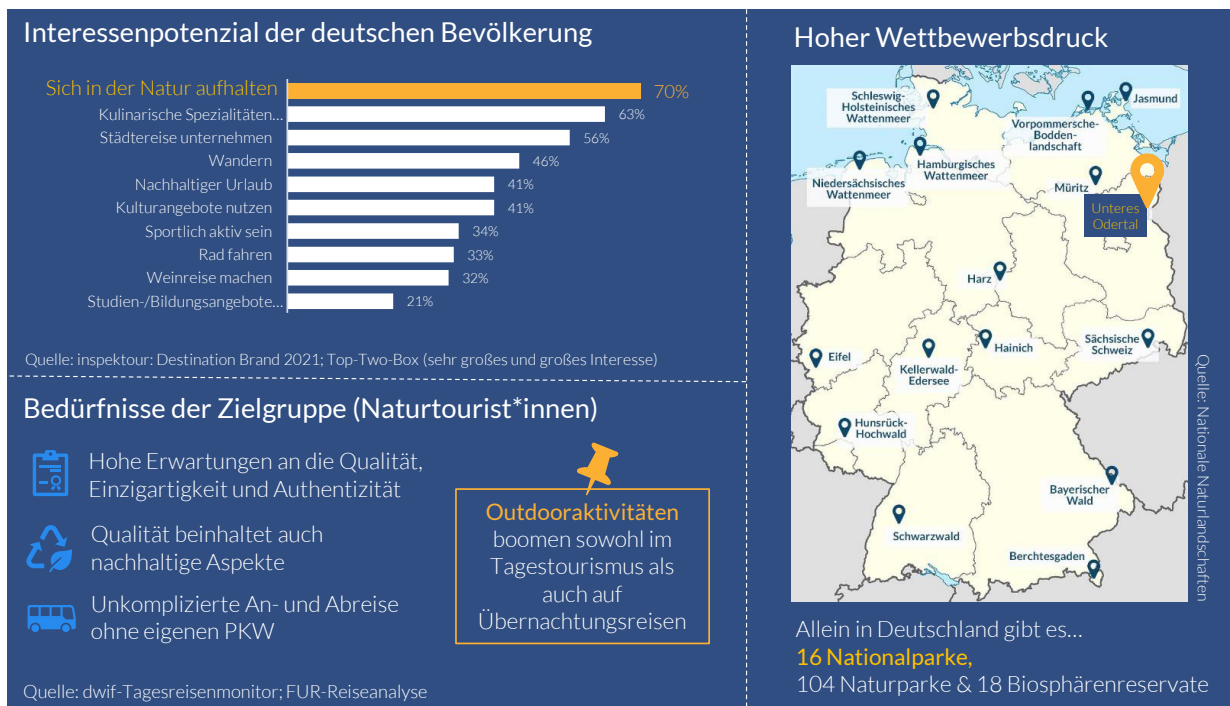 Interessenpotenzial der deutschen Bevölkerung
Sich in der Natur aufhalten 70%
Kulinarische Spezialitäten... 63%
Städtereise unternehmen 56%
Wandern 46%
Nachhaltiger Urlaub 41%
Kulturangebote nutzen 41%
Sportlich aktiv sein 34%
Rad fahren 33%
Weinreise machen 32%
Studien-/Bildungsangebote... 21%
Quelle: inspektour: Destination Brand 2021; Top-Two-Box (sehr großes und großes Interesse)
Bedürfnisse der Zielgruppe (Naturtourist*innen)
Hohe Erwartungen an die Qualität,
Einzigartigkeit und Authentizität
Qualität beinhaltet auch
nachhaltige Aspekte
Unkomplizierte An- und Abreise
ohne eigenen PKW
Outdooraktivitäten
boomen sowohl im
Tagestourismus als
auch auf
Übernachtungsreisen
Quelle: dwif-Tagesreisenmonitor; FUR-Reiseanalyse
Hoher Wettbewerbsdruck
Schleswig-
Holsteinisches
Wattenmeer
Jasmund
Vorpommersche-
Bodden-
landschaft
Hamburgisches
Wattenmeer
Niedersächsisches
Wattenmeer
Müritz
Unteres
Odertal
Harz
Eifel
Kellerwald-
Edersee
Hainich
Sächsische
Schweiz
Hunsrück-
Hochwald
Bayerischer
Wald
Schwarzwald
Berchtesgaden
Quelle: Nationale Naturlandschaften
Allein in Deutschland gibt es...
16 Nationalparke,
104 Naturparke & 18 Biosphärenreservate